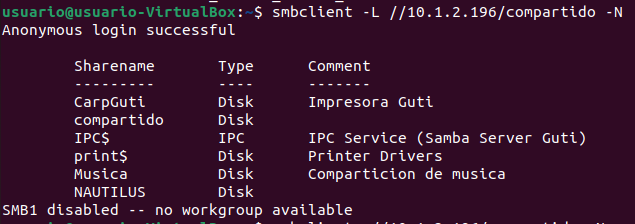 usuario@usuario-VirtualBox:~$ smbclient -L //10.1.2.196/compartido -N
Anonymous login successful
Sharename Type Comment
--------- ---- -------
CarpGuti Disk Impresora Guti
compartido Disk
IPC$ IPC IPC Service (Samba Server Guti)
print$ Disk Printer Drivers
Musica Disk Comparticion de musica
NAUTILUS Disk
SMB1 disabled -- no workgroup available